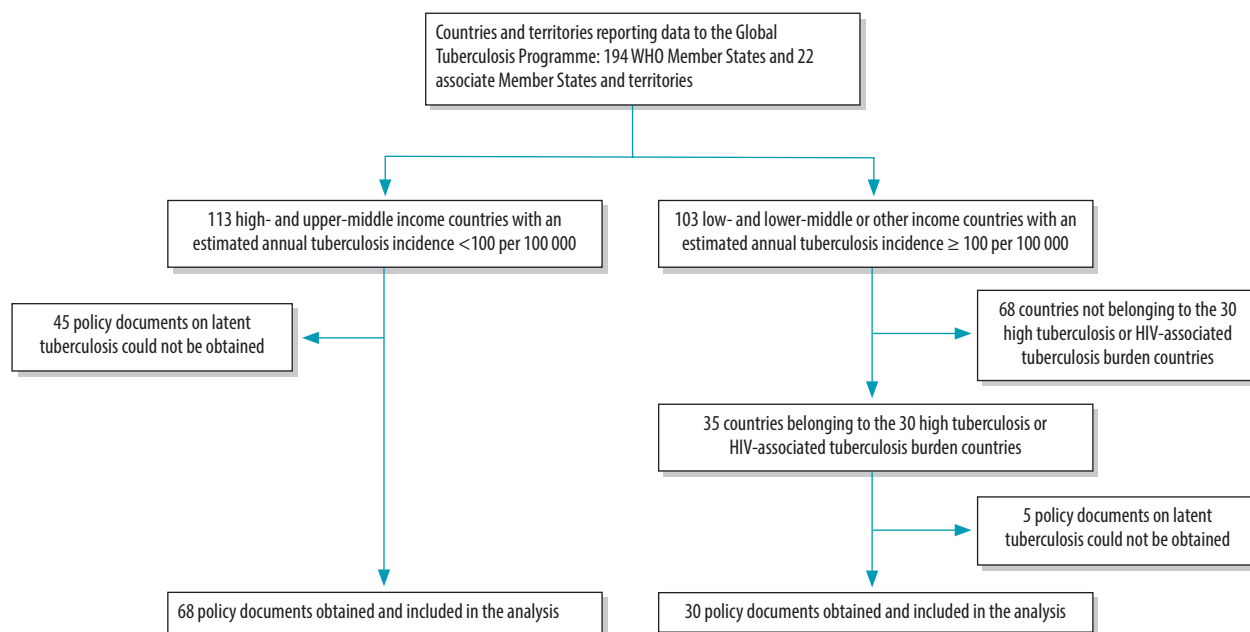 Countries and territories reporting data to the Global
Tuberculosis Programme: 194 WHO Member States and 22
associate Member States and territories
113 high- and upper-middle income countries with an
estimated annual tuberculosis incidence <100 per 100 000
103 low- and lower-middle or other income countries with an
estimated annual tuberculosis incidence ≥ 100 per 100 000
45 policy documents on latent
tuberculosis could not be obtained
68 countries not belonging to the 30
high tuberculosis or HIV-associated
tuberculosis burden countries
35 countries belonging to the 30 high tuberculosis or
HIV-associated tuberculosis burden countries
5 policy documents on latent
tuberculosis could not be obtained
68 policy documents obtained and included in the analysis
30 policy documents obtained and included in the analysis